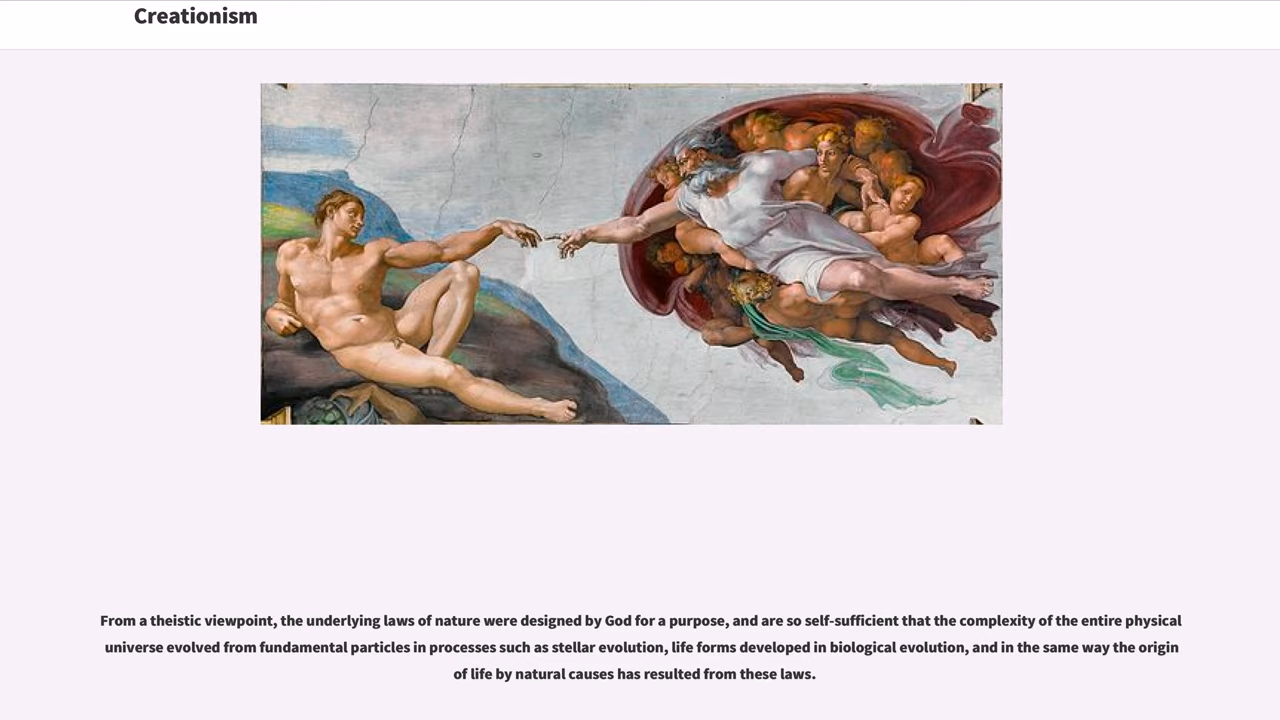 Creationism
From a theistic viewpoint, the underlying laws of nature were designed by God for a purpose, and are so self-sufficient that the complexity of the entire physical
universe evolved from fundamental particles in processes such as stellar evolution, life forms developed in biological evolution, and in the same way the origin
of life by natural causes has resulted from these laws.